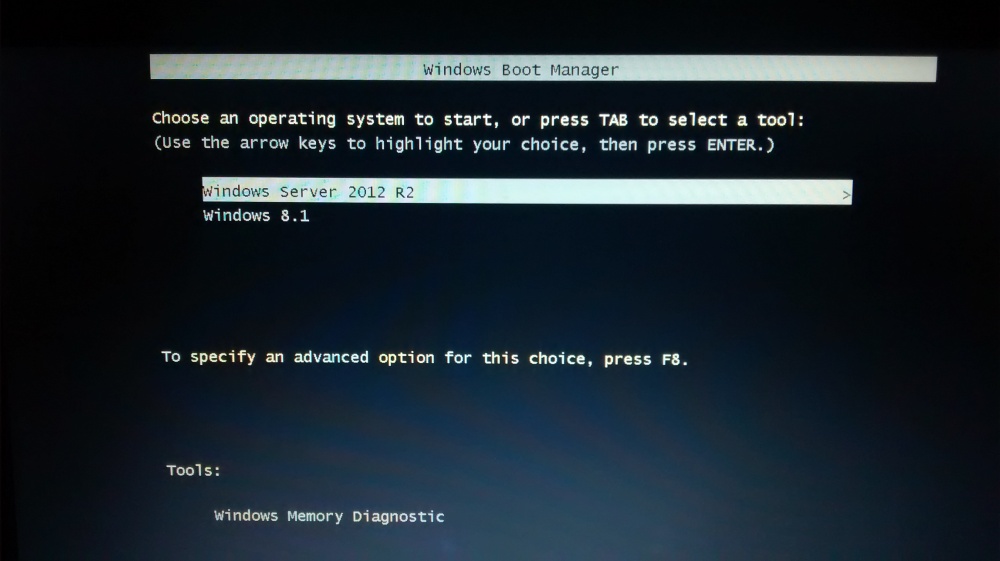 Windows Boot Manager
Choose an operating system to start, or press TAB to select a tool:
(Use the arrow keys to highlight your choice, then press ENTER.)
Windows Server 2012 R2 >
Windows 8.1
To specify an advanced option for this choice, press F8.
Tools:
Windows Memory Diagnostic